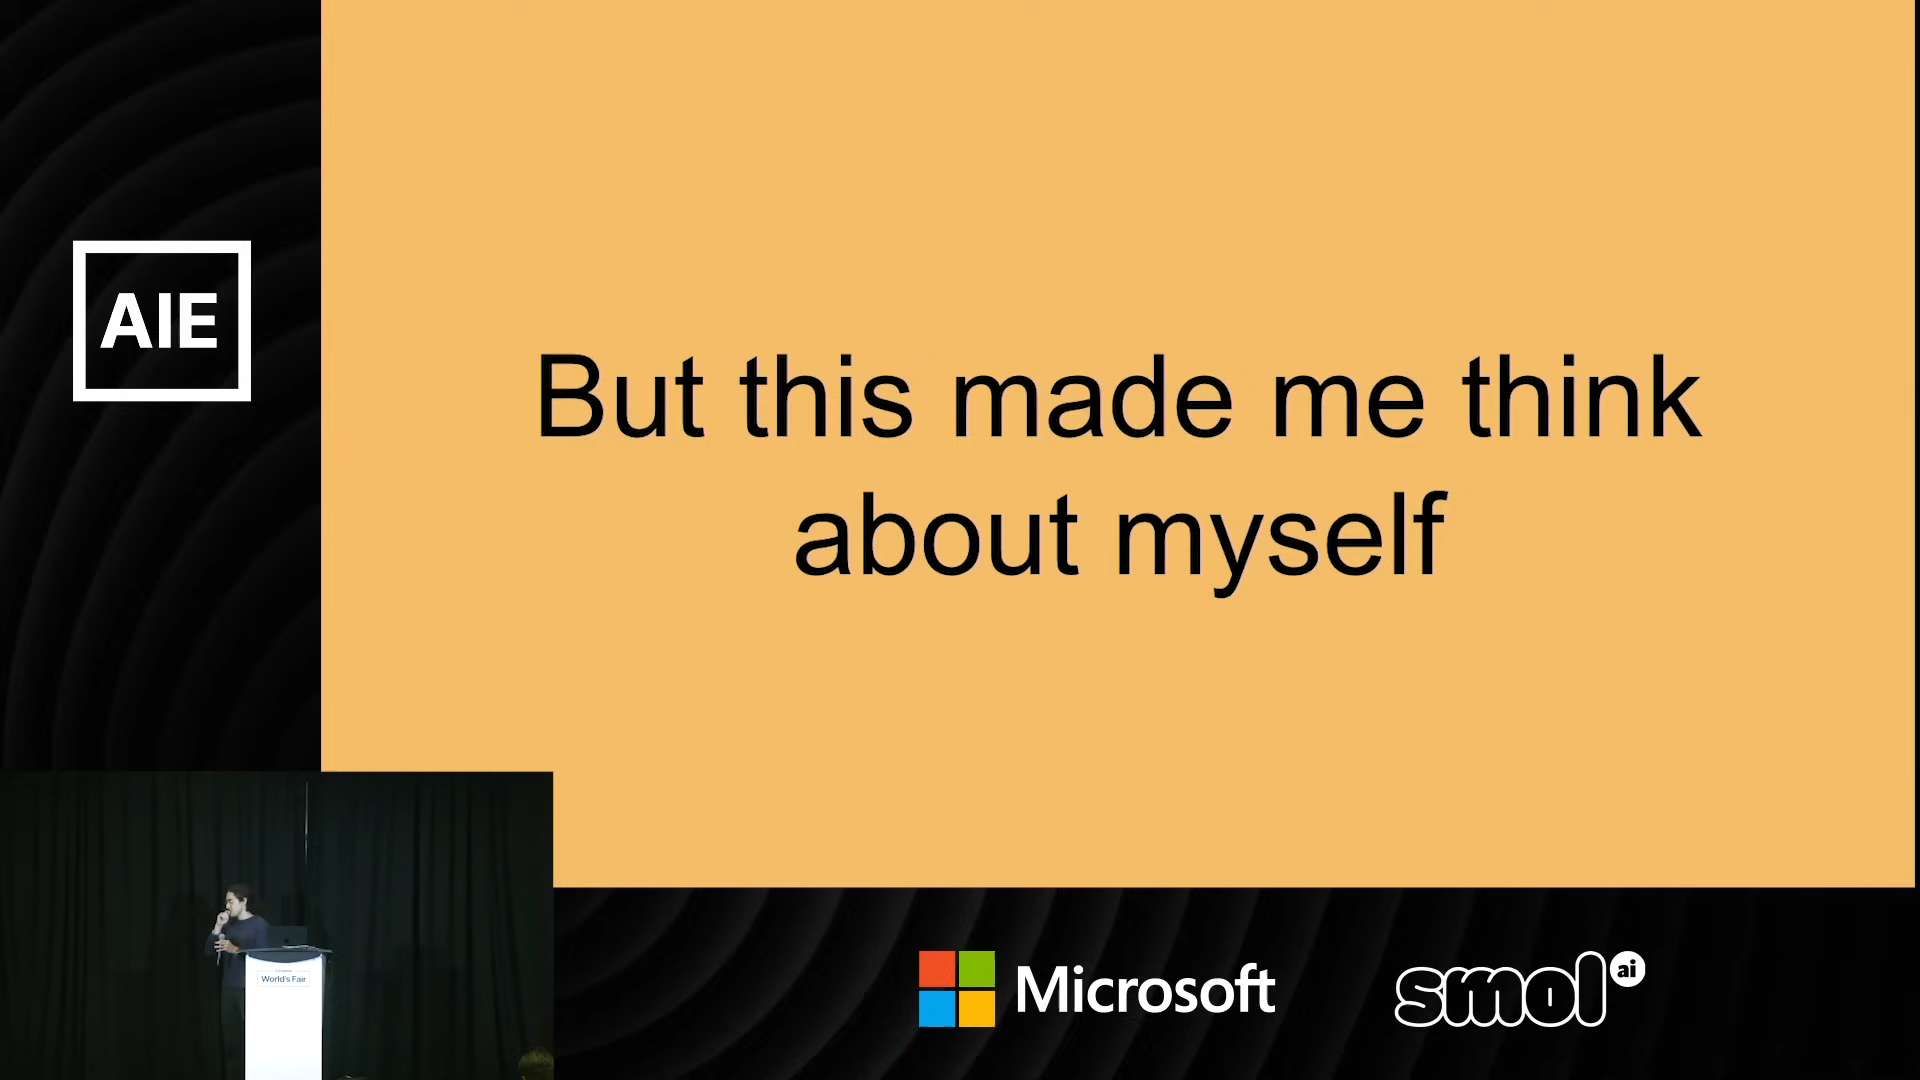 AIE
But this made me think
about myself
World's Fair
Microsoft
smol ai